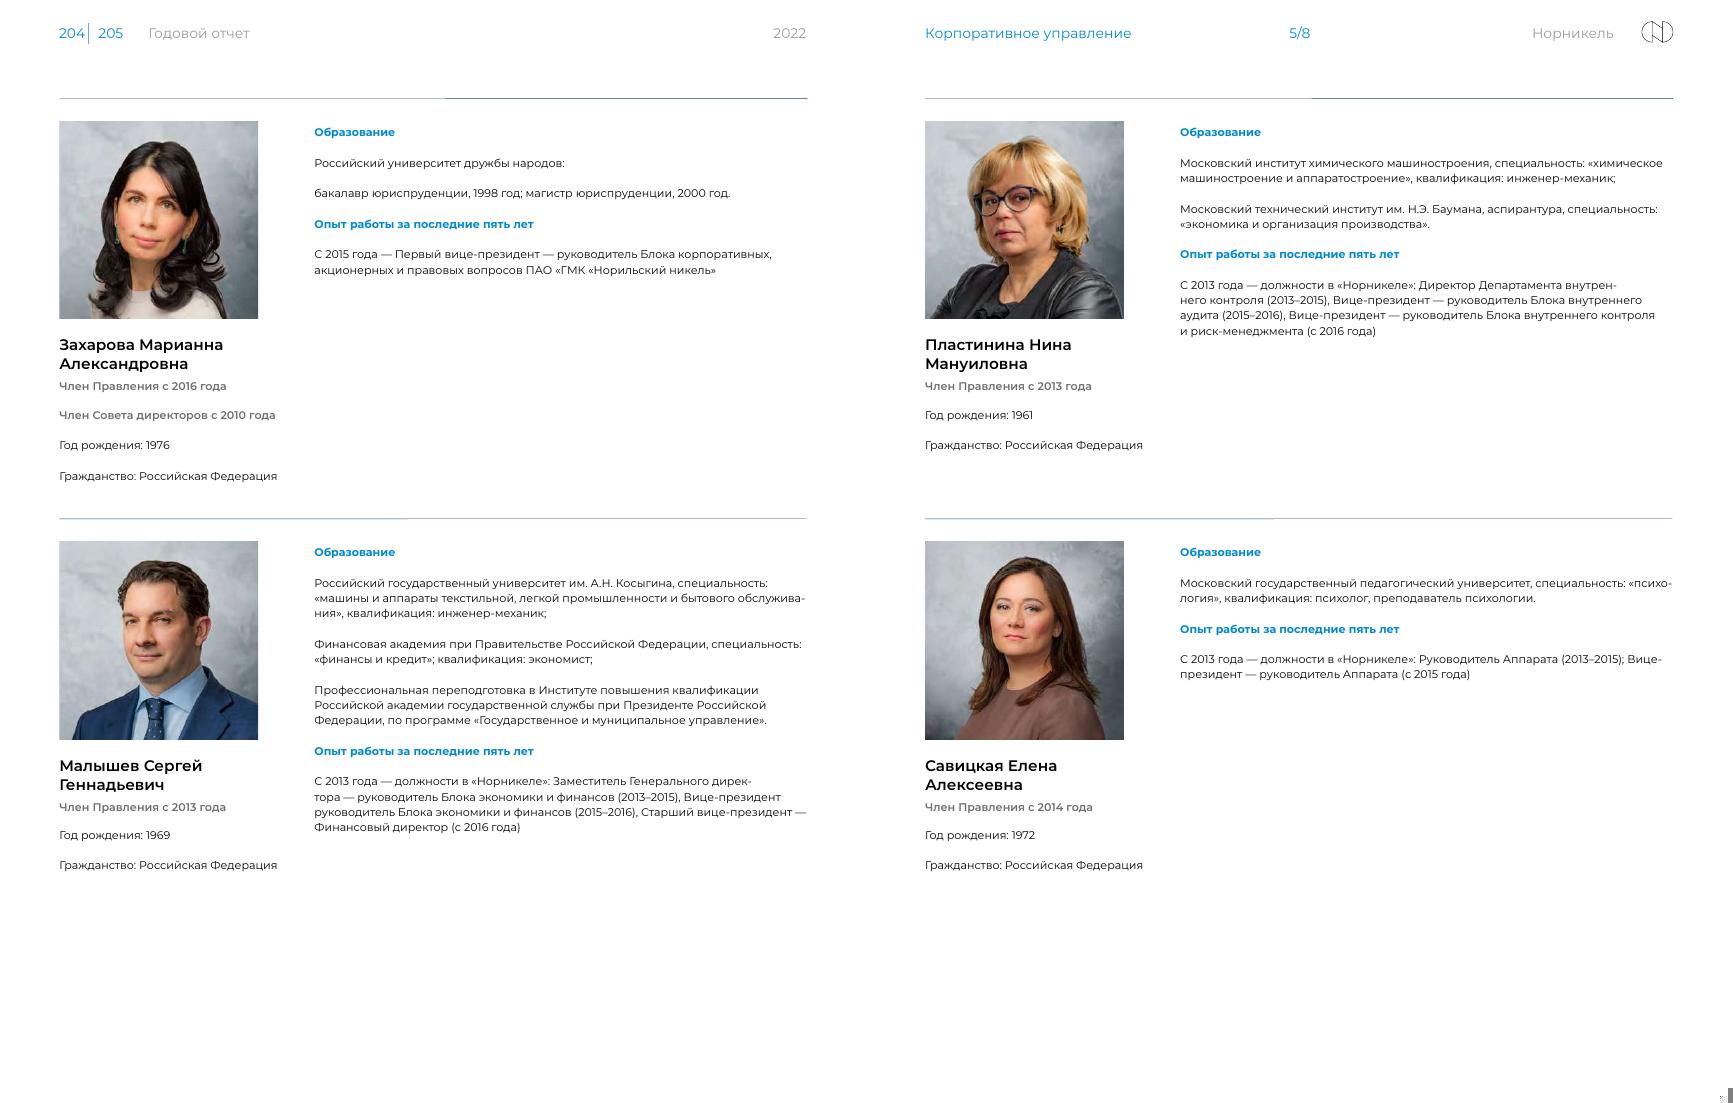 204 205 Годовой отчет 2022
Корпоративное управление 5/8 Норникель
Образование
Российский университет дружбы народов:
бакалавр юриспруденции, 1998 год; магистр юриспруденции, 2000 год.
Опыт работы за последние пять лет
С 2015 года — Первый вице-президент — руководитель Блока корпоративных,
акционерных и правовых вопросов ПАО «ГМК «Норильский никель»
Захарова Марианна
Александровна
Член Правления с 2016 года
Член Совета директоров с 2010 года
Год рождения: 1976
Гражданство: Российская Федерация
Образование
Российский государственный университет им. А.Н. Косыгина, специальность:
«машины и аппараты текстильной, легкой промышленности и бытового обслужива-
ния», квалификация: инженер-механик;
Финансовая академия при Правительстве Российской Федерации, специальность:
«финансы и кредит»; квалификация: экономист;
Профессиональная переподготовка в Институте повышения квалификации
Российской академии государственной службы при Президенте Российской
Федерации, по программе «Государственное и муниципальное управление».
Опыт работы за последние пять лет
С 2013 года — должности в «Норникеле»: Заместитель Генерального дирек-
тора — руководитель Блока экономики и финансов (2013–2015), Вице-президент
руководитель Блока экономики и финансов (2015–2016), Старший вице-президент —
Финансовый директор (с 2016 года)
Малышев Сергей
Геннадьевич
Член Правления с 2013 года
Год рождения: 1969
Гражданство: Российская Федерация
Образование
Московский институт химического машиностроения, специальность: «химическое
машиностроение и аппаратостроение», квалификация: инженер-механик;
Московский технический институт им. Н.Э. Баумана, аспирантура, специальность:
«экономика и организация производства».
Опыт работы за последние пять лет
С 2013 года — должности в «Норникеле»: Директор Департамента внутрен-
него контроля (2013–2015), Вице-президент — руководитель Блока внутреннего
аудита (2015–2016), Вице-президент — руководитель Блока внутреннего контроля
и риск-менеджмента (с 2016 года)
Пластинина Нина
Мануиловна
Член Правления с 2013 года
Год рождения: 1961
Гражданство: Российская Федерация
Образование
Московский государственный педагогический университет, специальность: «психо-
логия», квалификация: психолог, преподаватель психологии.
Опыт работы за последние пять лет
С 2013 года — должности в «Норникеле»: Руководитель Аппарата (2013–2015); Вице-
президент — руководитель Аппарата (с 2015 года)
Савицкая Елена
Алексеевна
Член Правления с 2014 года
Год рождения: 1972
Гражданство: Российская Федерация